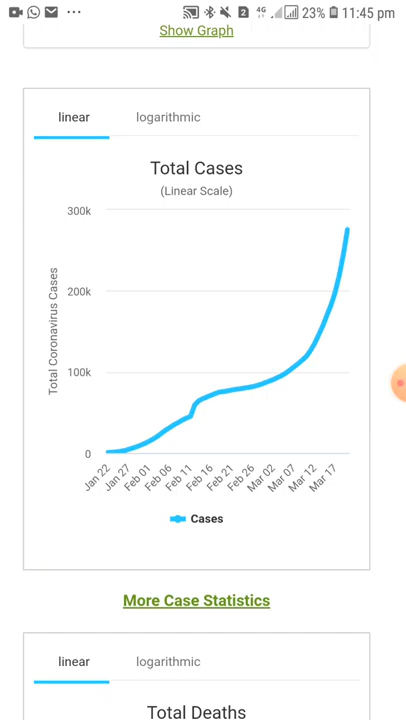 23% 11:45 pm
Show Graph
linear logarithmic
Total Cases
(Linear Scale)
Total Coronavirus Cases
300k
200k
100k
0
Jan 22 Jan 27 Feb 01 Feb 06 Feb 11 Feb 16 Feb 21 Feb 26 Mar 02 Mar 07 Mar 12 Mar 17
Cases
More Case Statistics
linear logarithmic
Total Deaths